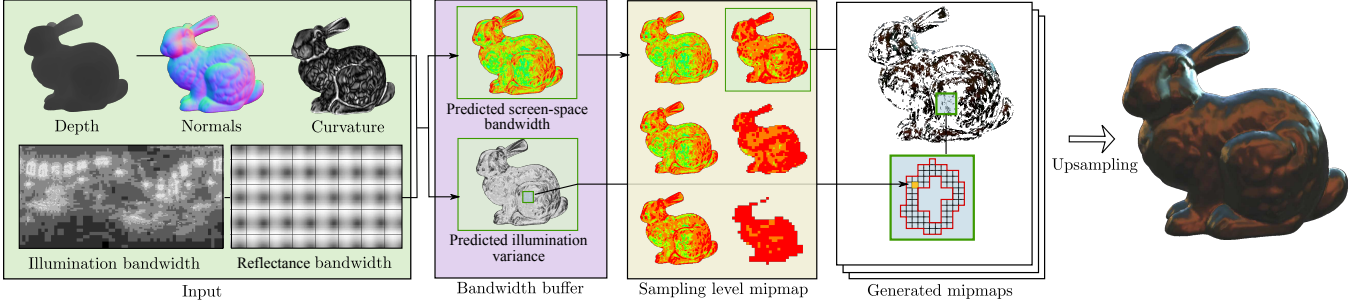 Depth
Normals
Curvature
Illumination bandwidth
Reflectance bandwidth
Input
Predicted screen-space
bandwidth
Predicted illumination
variance
Bandwidth buffer
Sampling level mipmap
Generated mipmaps
Upsampling